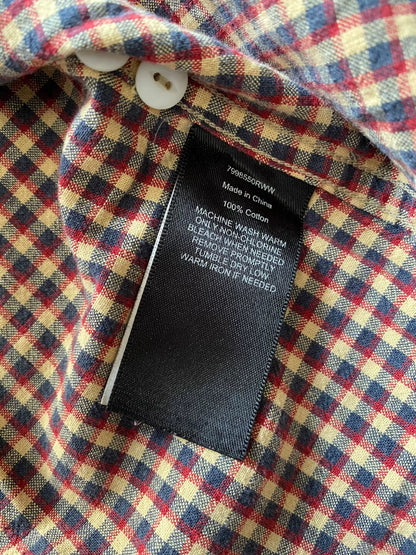 7998550RWW
Made in China
100% Cotton
MACHINE WASH WARM
ONLY NON-CHLORINE
BLEACH WHEN NEEDED
REMOVE PROMPTLY
TUMBLE DRY LOW
WARM IRON IF NEEDED